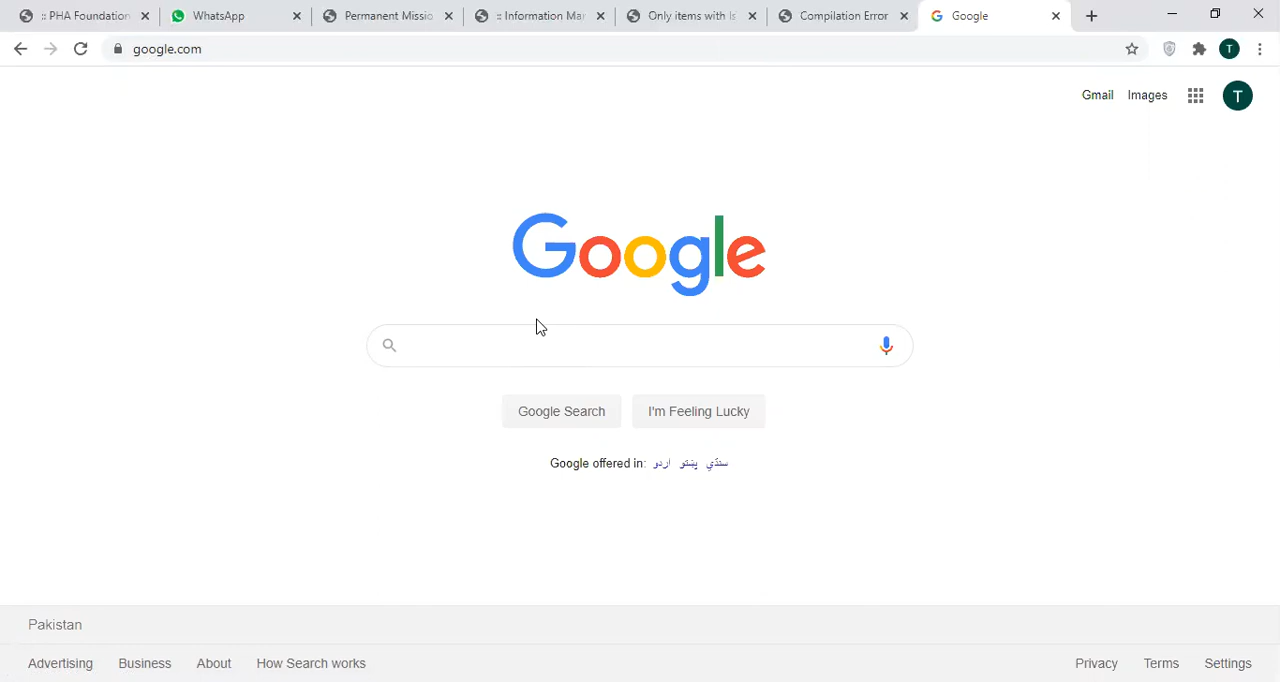 :: PHA Foundation
WhatsApp
Permanent Missio
:: Information Ma
Only items with Is
Compilation Error
Google
google.com
T
Gmail
Images
T
Google
Google Search
I'm Feeling Lucky
Google offered in: اردو پښتو سنڌي
Pakistan
Advertising
Business
About
How Search works
Privacy
Terms
Settings